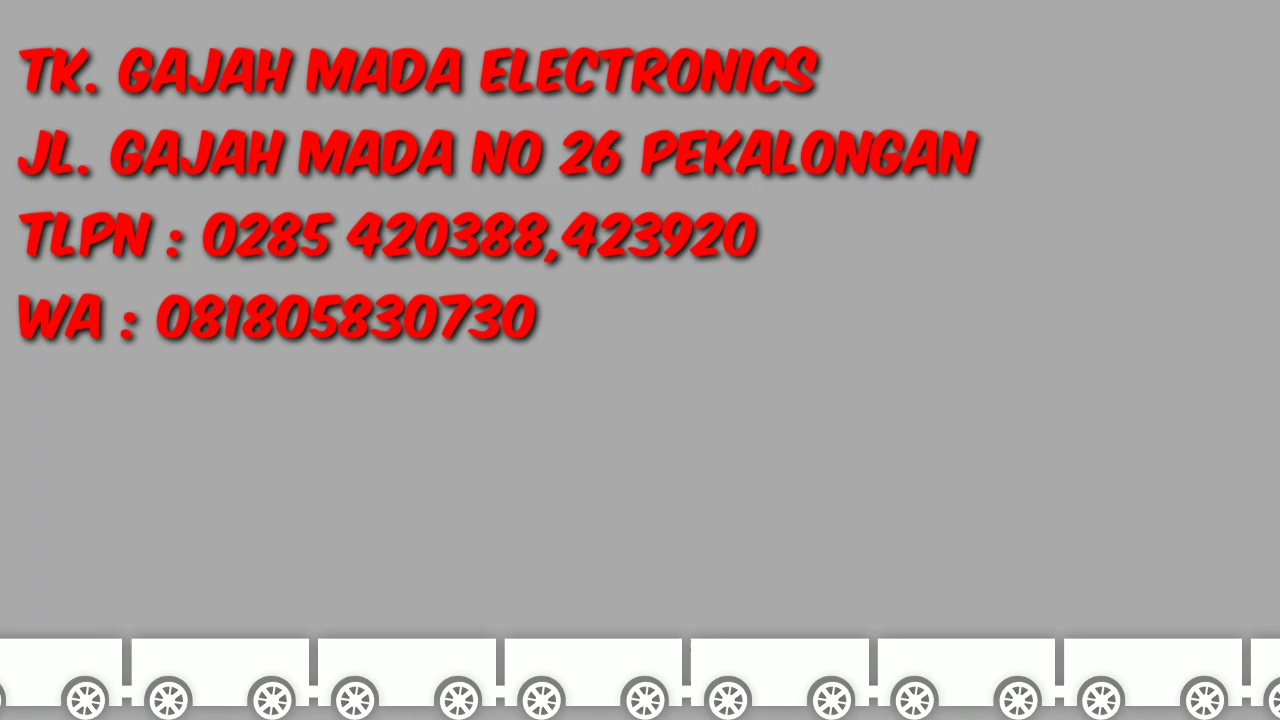 TK. GAJAH MADA ELECTRONICS
JL. GAJAH MADA NO 26 PEKALONGAN
TLPN : 0285 420388,423920
WA : 081805830730